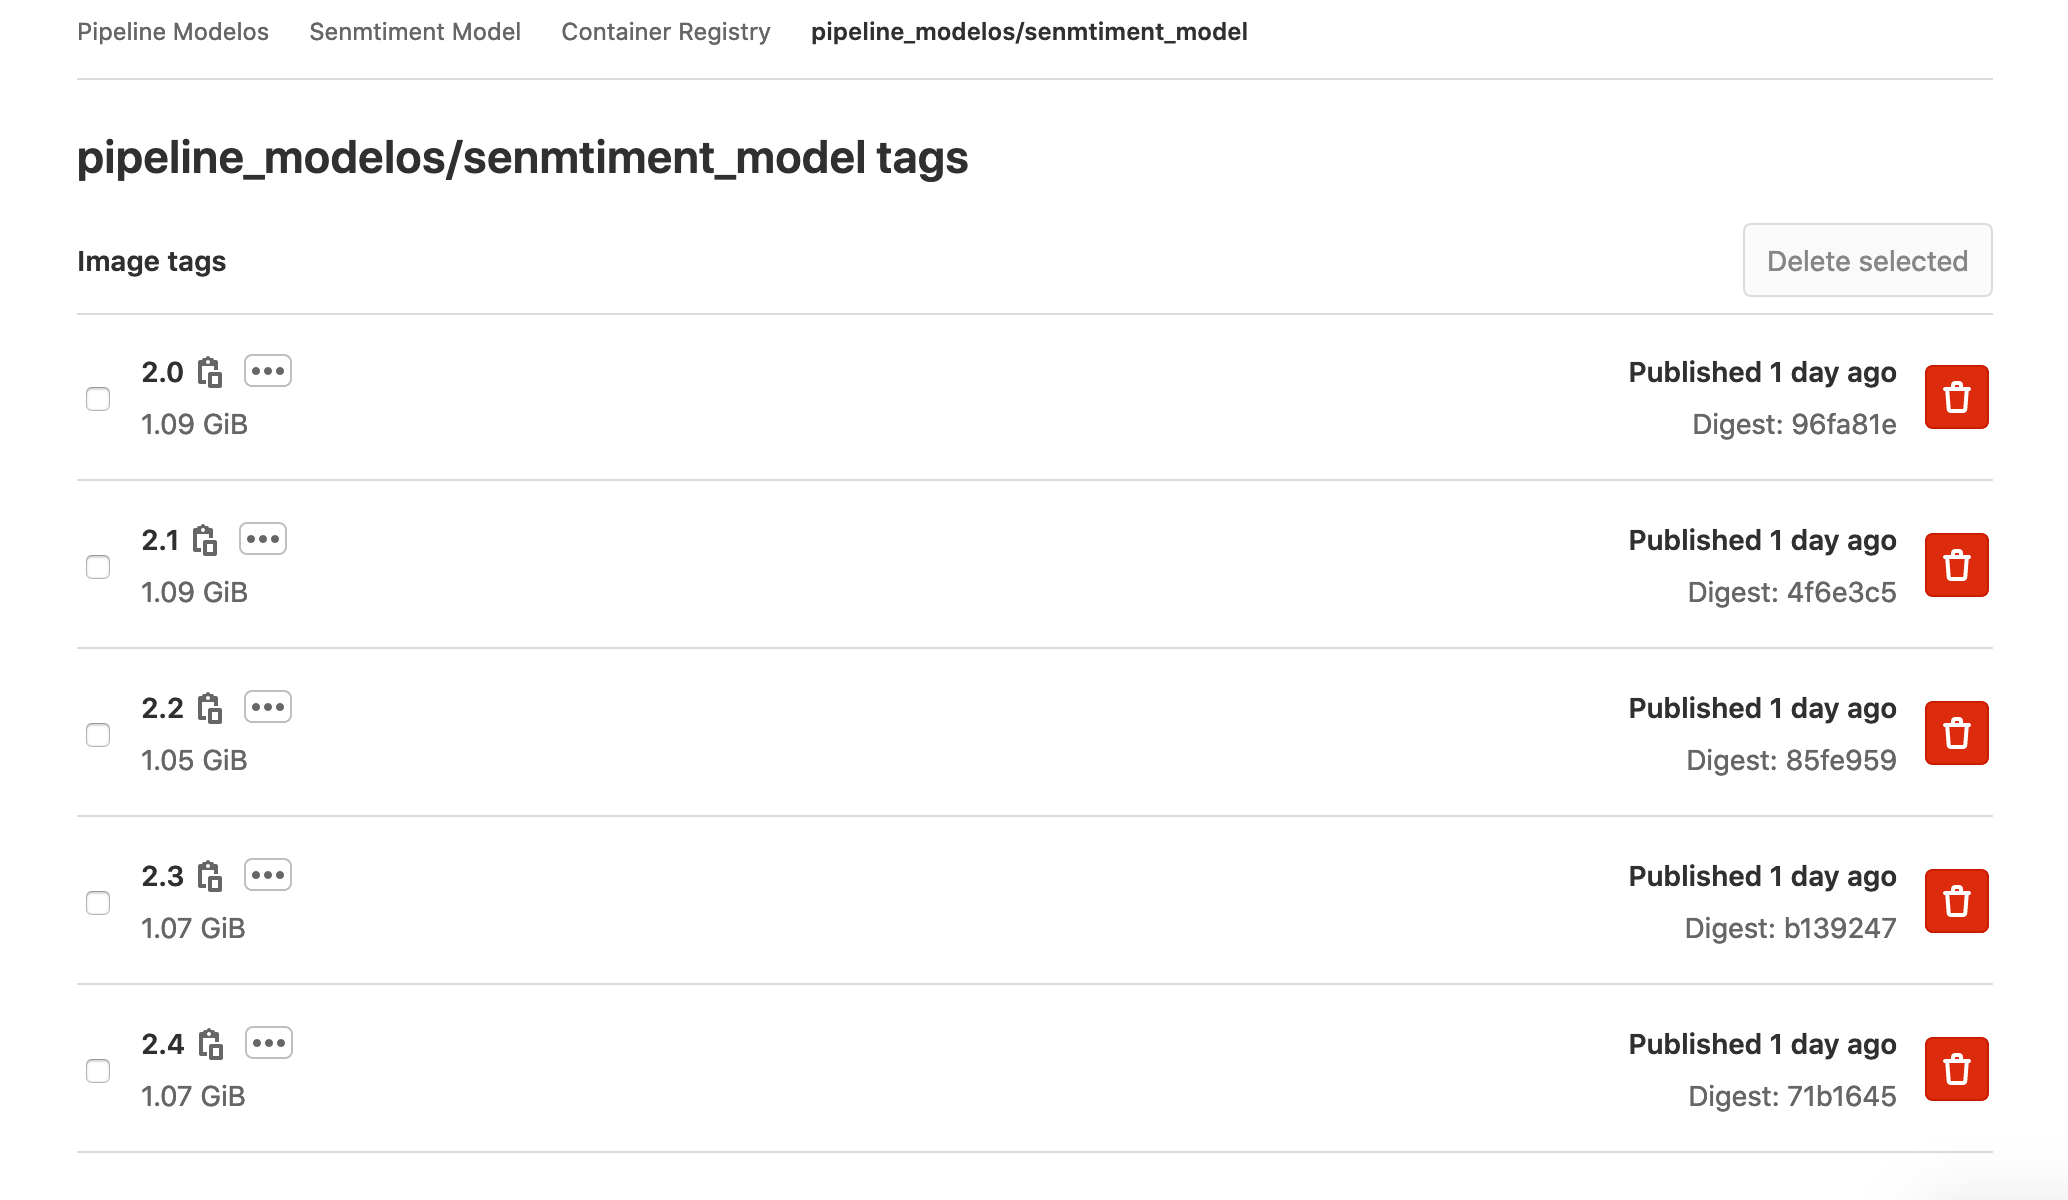 Pipeline Modelos Senmtiment Model Container Registry pipeline_modelos/senmtiment_model
pipeline_modelos/senmtiment_model tags
Image tags Delete selected
2.0 Published 1 day ago
1.09 GiB Digest: 96fa81e
2.1 Published 1 day ago
1.09 GiB Digest: 4f6e3c5
2.2 Published 1 day ago
1.05 GiB Digest: 85fe959
2.3 Published 1 day ago
1.07 GiB Digest: b139247
2.4 Published 1 day ago
1.07 GiB Digest: 71b1645